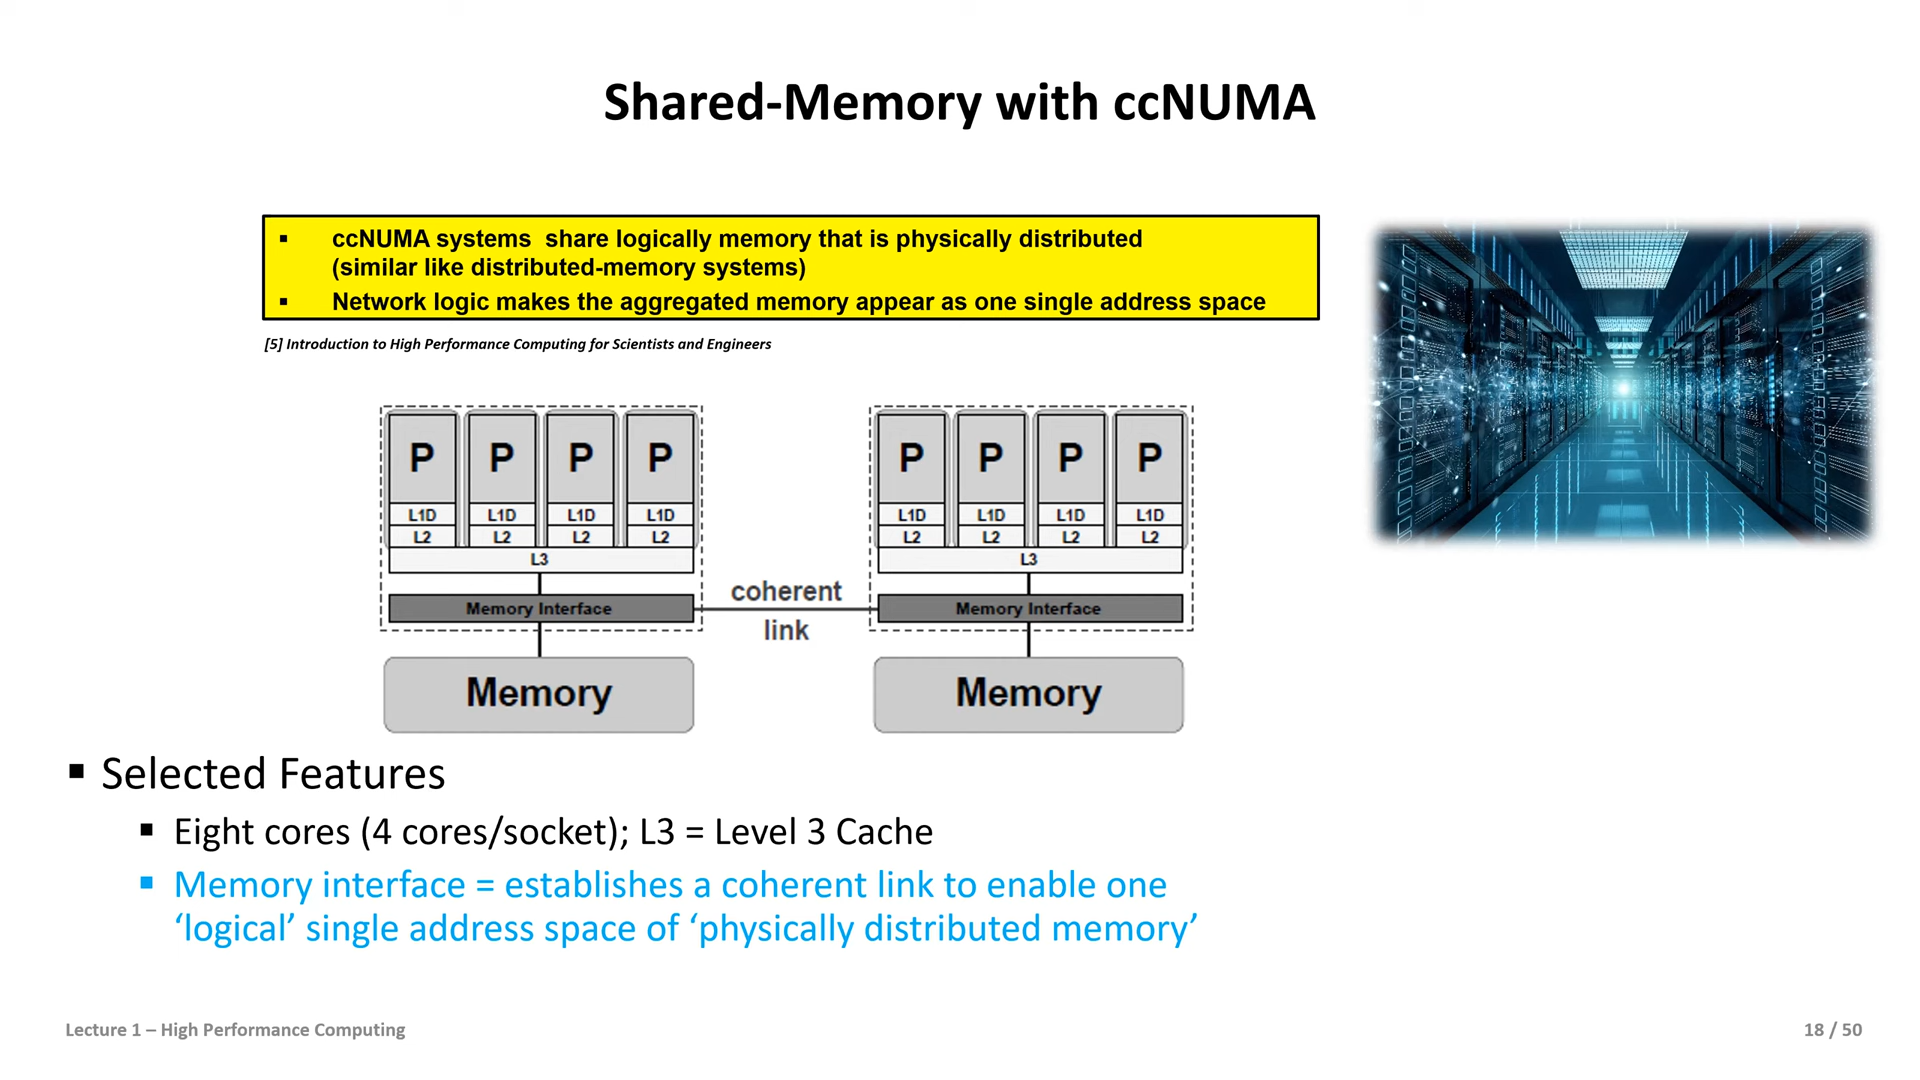 Shared-Memory with ccNUMA
▪ ccNUMA systems  share logically memory that is physically distributed
(similar like distributed-memory systems)
▪ Network logic makes the aggregated memory appear as one single address space
[5] Introduction to High Performance Computing for Scientists and Engineers
P P P P P P P P
L1D L1D L1D L1D L1D L1D L1D L1D
L2 L2 L2 L2 L2 L2 L2 L2
L3 L3
coherent
Memory Interface Memory Interface
link
Memory Memory
▪ Selected Features
▪ Eight cores (4 cores/socket); L3 = Level 3 Cache
▪ Memory interface = establishes a coherent link to enable one
‘logical’ single address space of ‘physically distributed memory’
Lecture 1 – High Performance Computing
18 / 50